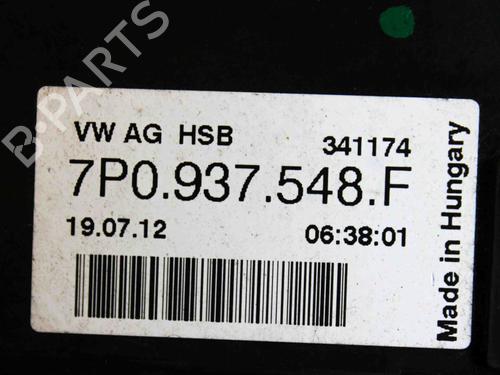 B-PARTS
VW AG HSB 341174
7P0.937.548.F
19.07.12 06:38:01
Made in Hungary